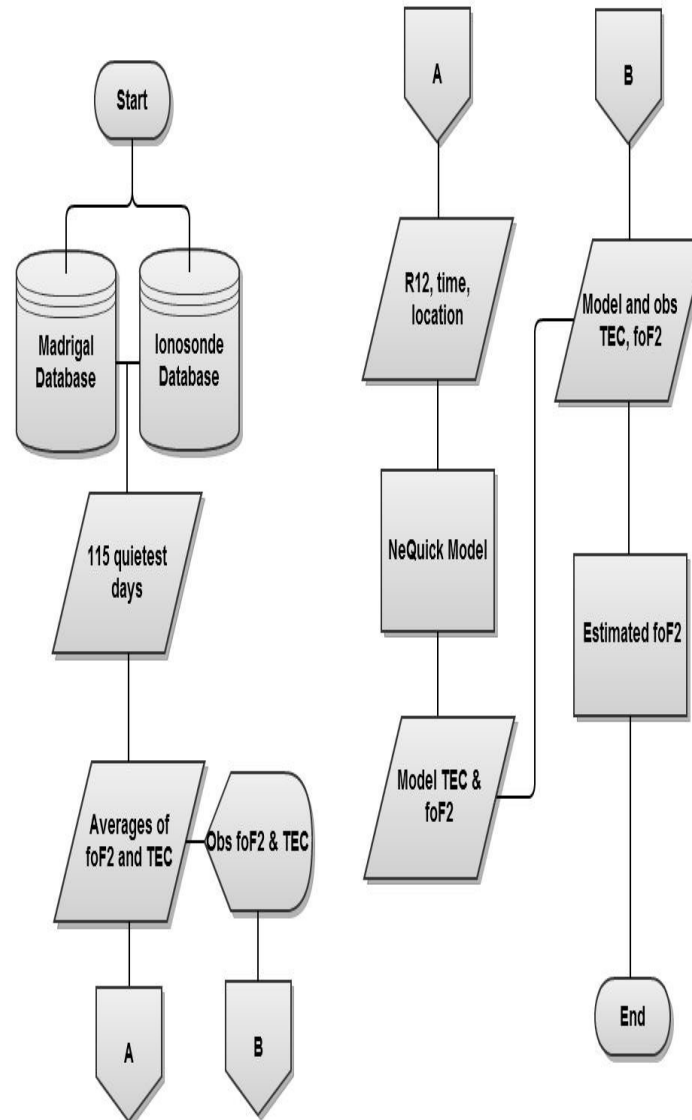 Start
Madrigal
Database
Ionosonde
Database
115 quietest
days
Averages of
foF2 and TEC
Obs foF2 & TEC
A
B
A
R12, time,
location
NeQuick Model
Model TEC &
foF2
B
Model and obs
TEC, foF2
Estimated foF2
End